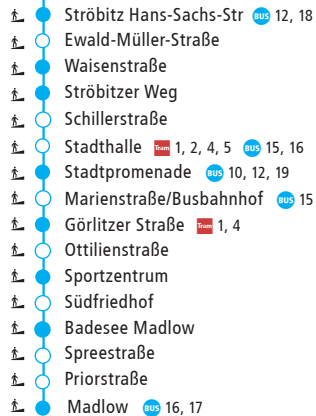 Ströbitz Hans-Sachs-Str BUS 12, 18
Ewald-Müller-Straße
Waisenstraße
Ströbitzer Weg
Schillerstraße
Stadthalle Tram 1, 2, 4, 5 BUS 15, 16
Stadtpromenade BUS 10, 12, 19
Marienstraße/Busbahnhof BUS 15
Görlitzer Straße Tram 1, 4
Ottilienstraße
Sportzentrum
Südfriedhof
Badesee Madlow
Spreestraße
Priorstraße
Madlow BUS 16, 17